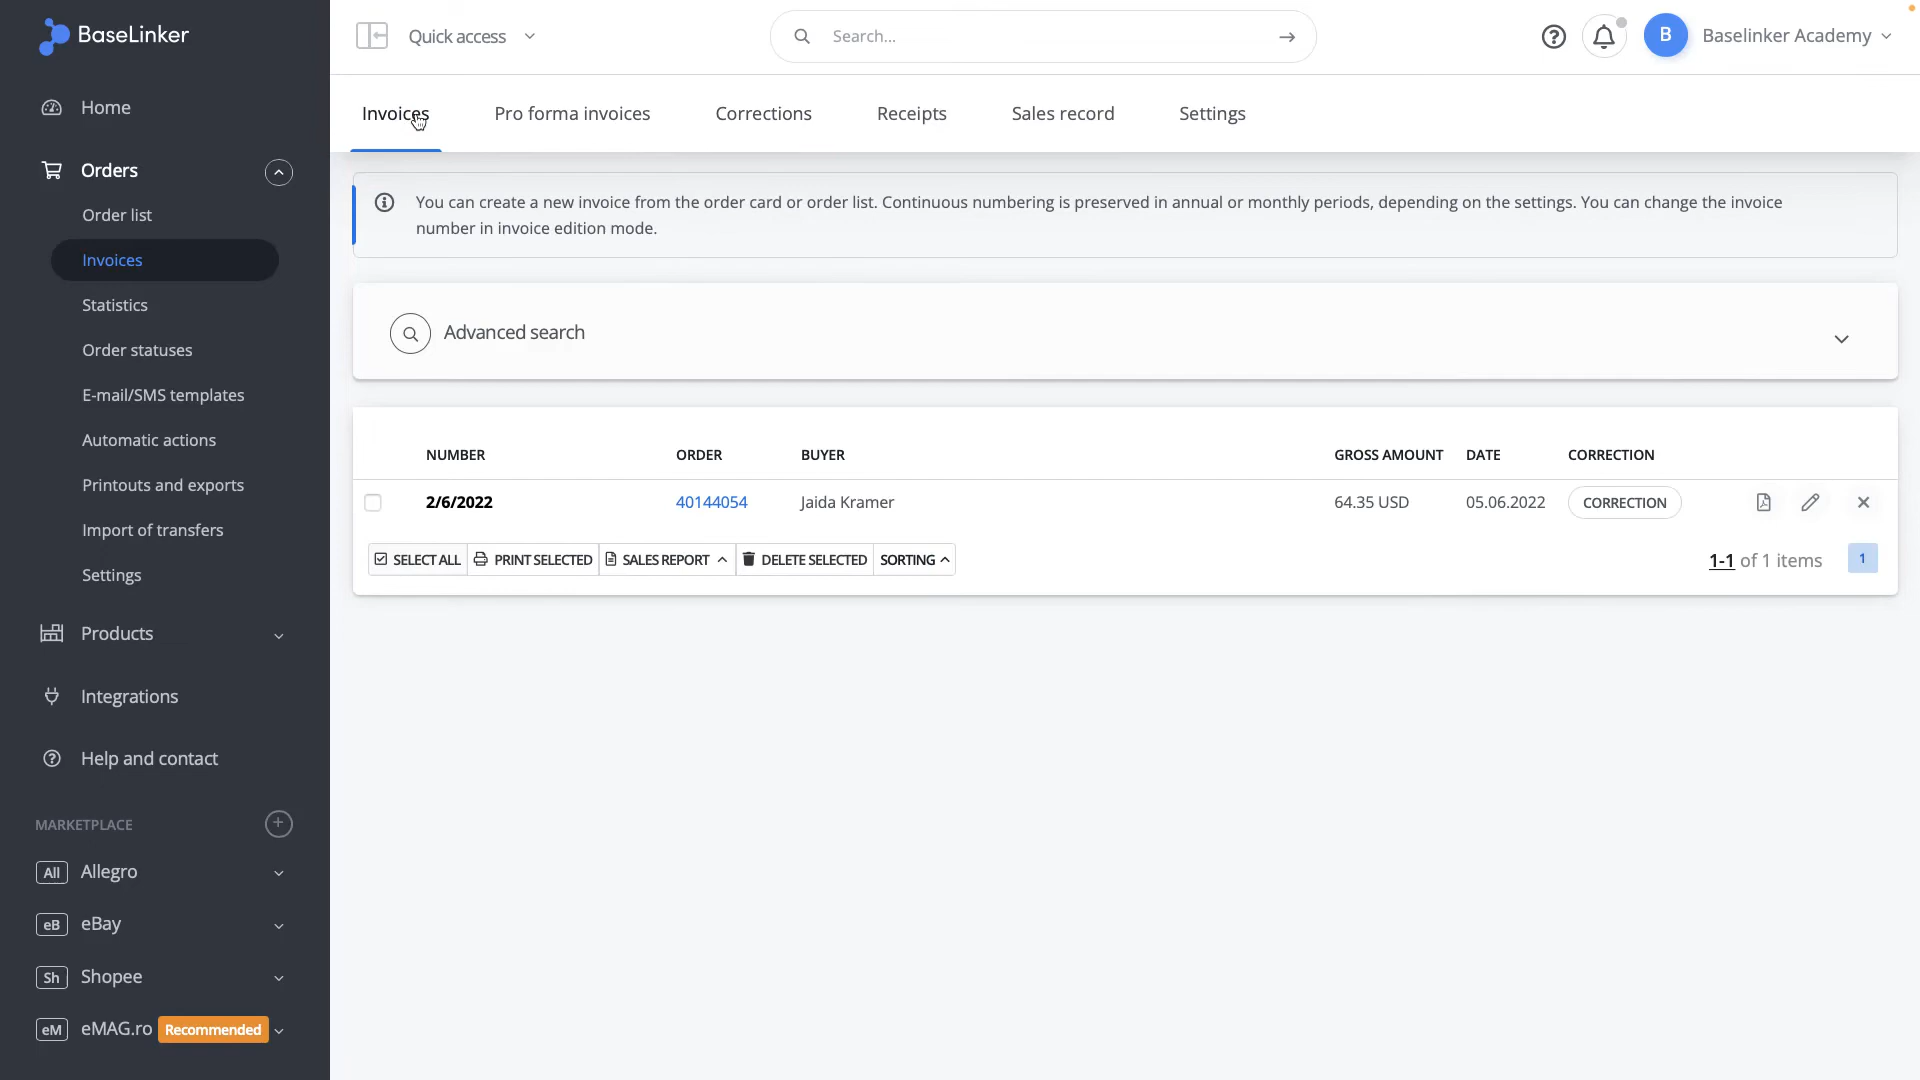 BaseLinker
Quick access
Search...
B
Baselinker Academy
Home
Orders
Order list
Invoices
Statistics
Order statuses
E-mail/SMS templates
Automatic actions
Printouts and exports
Import of transfers
Settings
Products
Integrations
Help and contact
MARKETPLACE
All Allegro
eB eBay
Sh Shopee
eM eMAG.ro Recommended
Invoices Pro forma invoices Corrections Receipts Sales record Settings
You can create a new invoice from the order card or order list. Continuous numbering is preserved in annual or monthly periods, depending on the settings. You can change the invoice
number in invoice edition mode.
Advanced search
NUMBER ORDER BUYER GROSS AMOUNT DATE CORRECTION
2/6/2022 40144054 Jaida Kramer 64.35 USD 05.06.2022 CORRECTION
SELECT ALL PRINT SELECTED SALES REPORT DELETE SELECTED SORTING 1-1 of 1 items 1